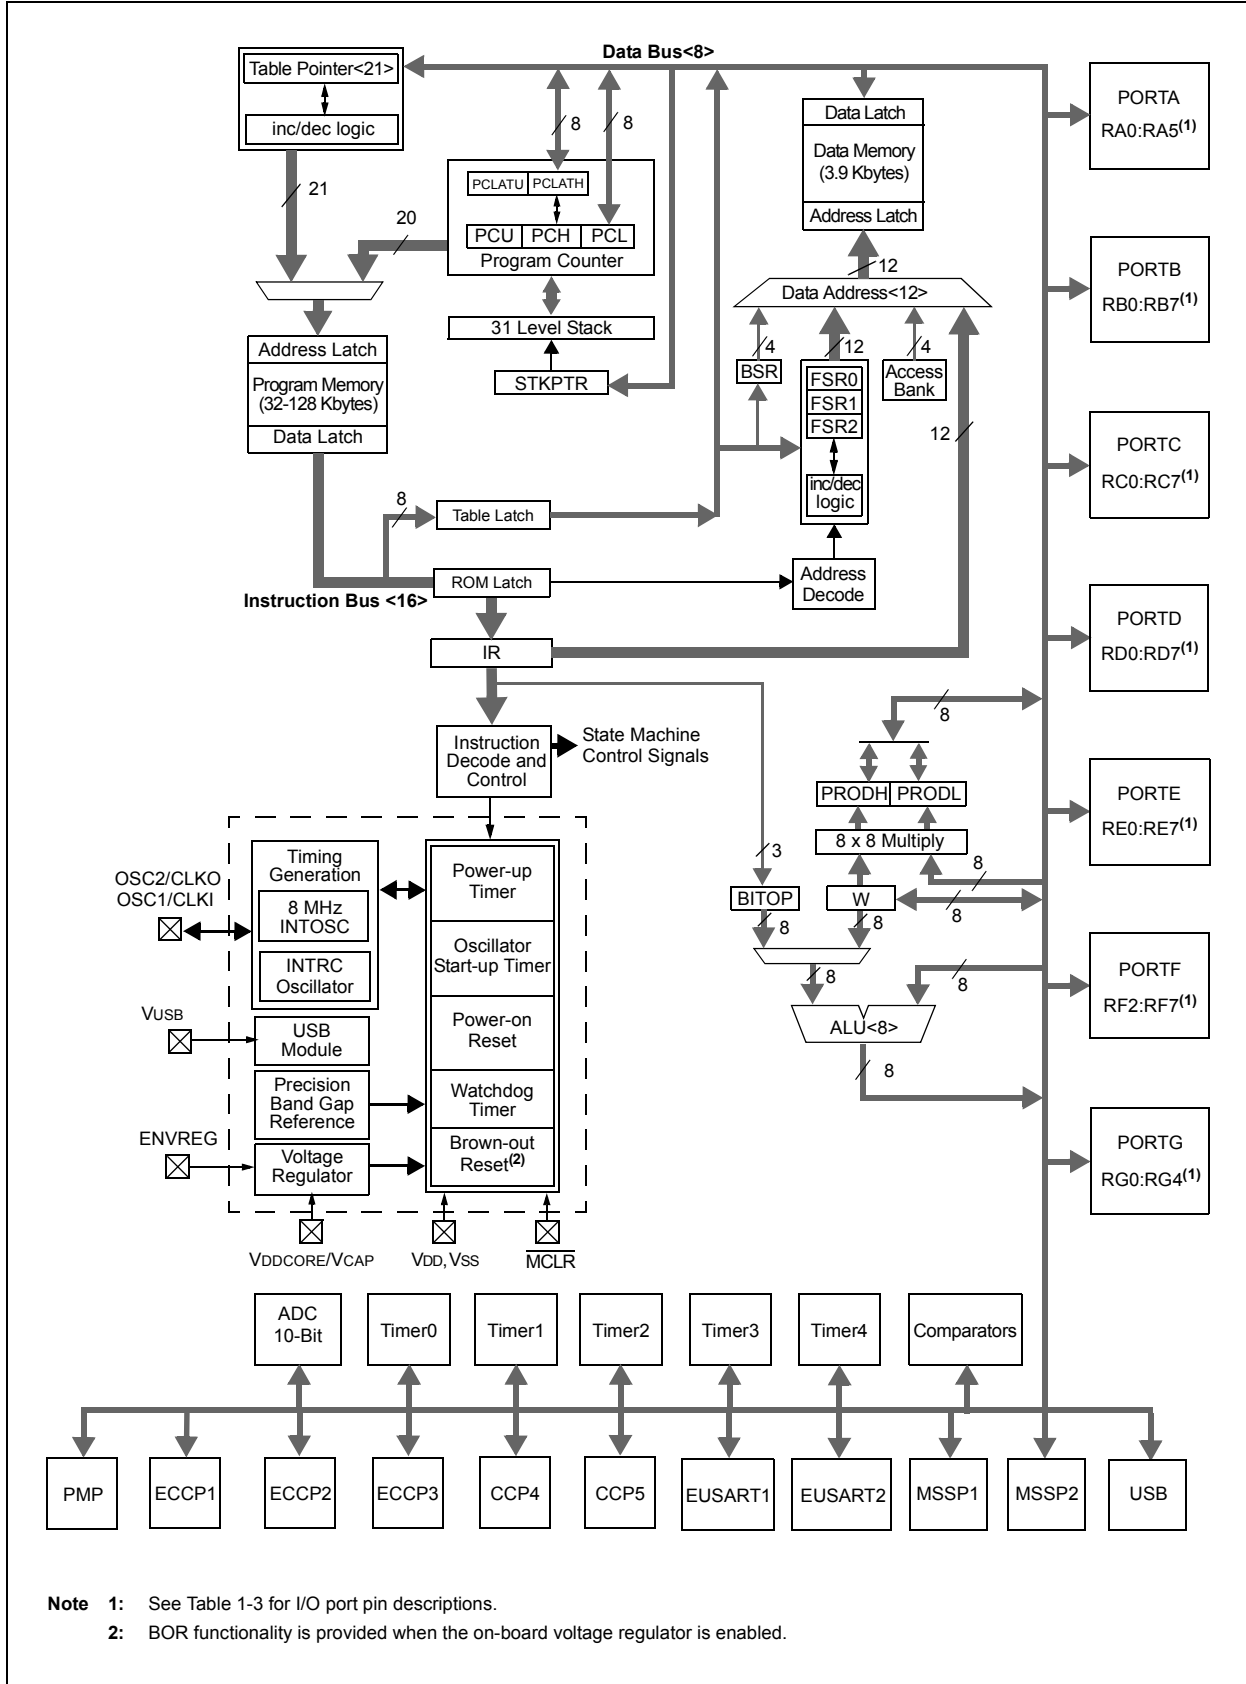 Data Bus<8>
Table Pointer<21>
inc/dec logic
21
20
8
8
PCLATU
PCLATH
PCU
PCH
PCL
Program Counter
31 Level Stack
STKPTR
Data Latch
Data Memory
(3.9 Kbytes)
Address Latch
12
Data Address<12>
4
12
4
BSR
FSR0
FSR1
FSR2
inc/dec
logic
Access
Bank
12
Address Latch
Program Memory
(32-128 Kbytes)
Data Latch
8
Table Latch
ROM Latch
Instruction Bus <16>
Address
Decode
IR
Instruction
Decode and
Control
State Machine
Control Signals
8
PRODH
PRODL
8 x 8 Multiply
3
8
BITOP
W
8
8
8
8
8
ALU<8>
8
OSC2/CLKO
OSC1/CLKI
Timing
Generation
8 MHz
INTOSC
INTRC
Oscillator
VUSB
USB
Module
Precision
Band Gap
Reference
ENVREG
Voltage
Regulator
Power-up
Timer
Oscillator
Start-up Timer
Power-on
Reset
Watchdog
Timer
Brown-out
Reset(2)
VDDCORE/VCAP
VDD, VSS
MCLR
PORTA
RA0:RA5(1)
PORTB
RB0:RB7(1)
PORTC
RC0:RC7(1)
PORTD
RD0:RD7(1)
PORTE
RE0:RE7(1)
PORTF
RF2:RF7(1)
PORTG
RG0:RG4(1)
ADC
10-Bit
Timer0
Timer1
Timer2
Timer3
Timer4
Comparators
PMP
ECCP1
ECCP2
ECCP3
CCP4
CCP5
EUSART1
EUSART2
MSSP1
MSSP2
USB
Note 1: See Table 1-3 for I/O port pin descriptions.
2: BOR functionality is provided when the on-board voltage regulator is enabled.